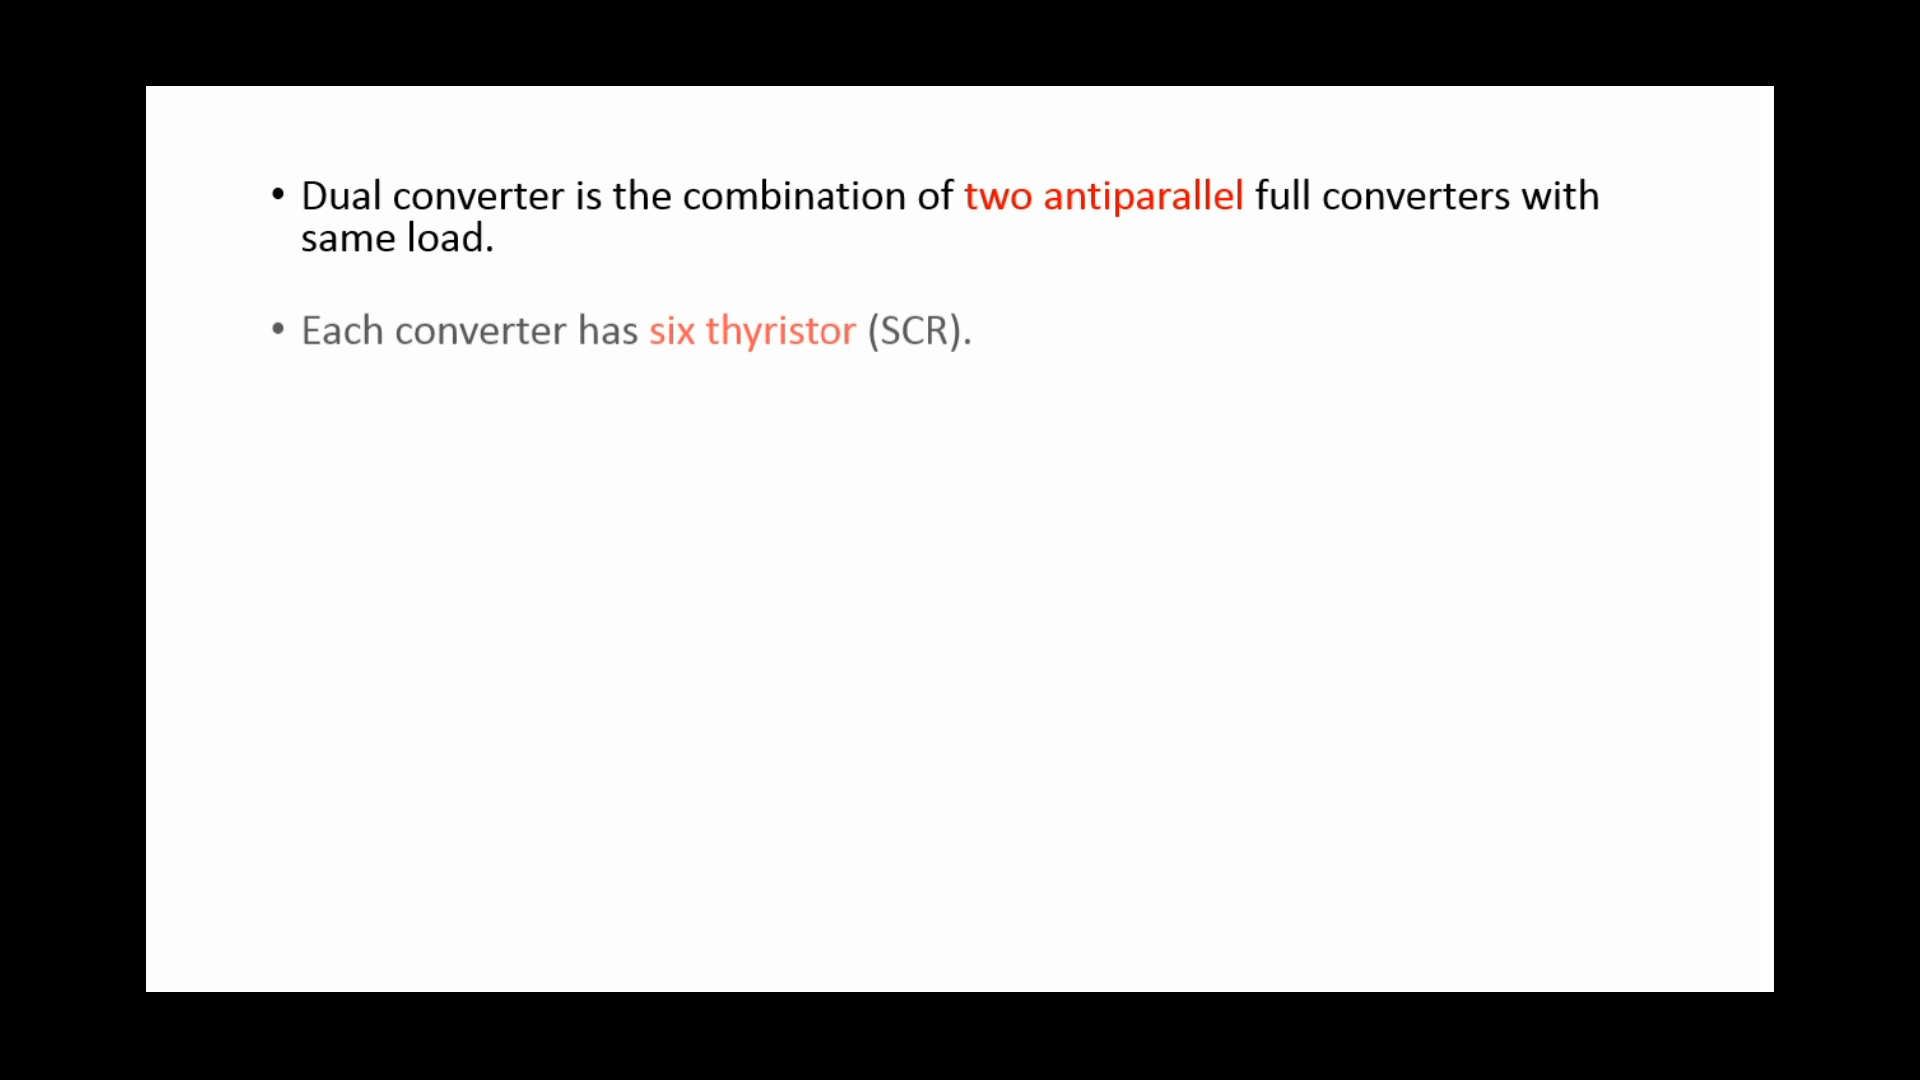 • Dual converter is the combination of two antiparallel full converters with
same load.
• Each converter has six thyristor (SCR).